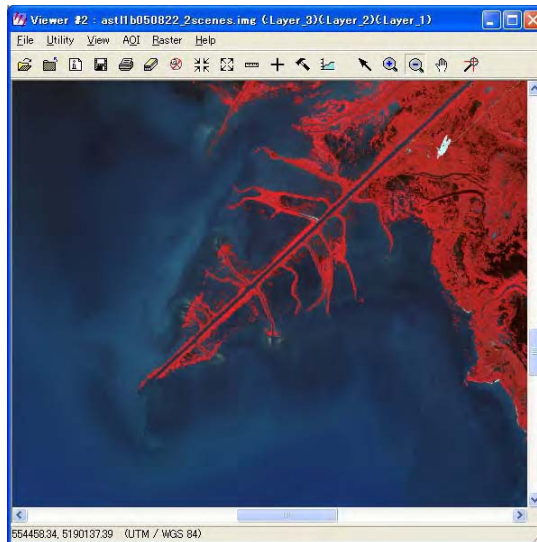 Viewer #2 : astl1b050822_2scenes.img (:Layer_3)(:Layer_2)(:Layer_1)
File Utility View AOI Raster Help
554458.34, 5190137.39 (UTM / WGS 84)